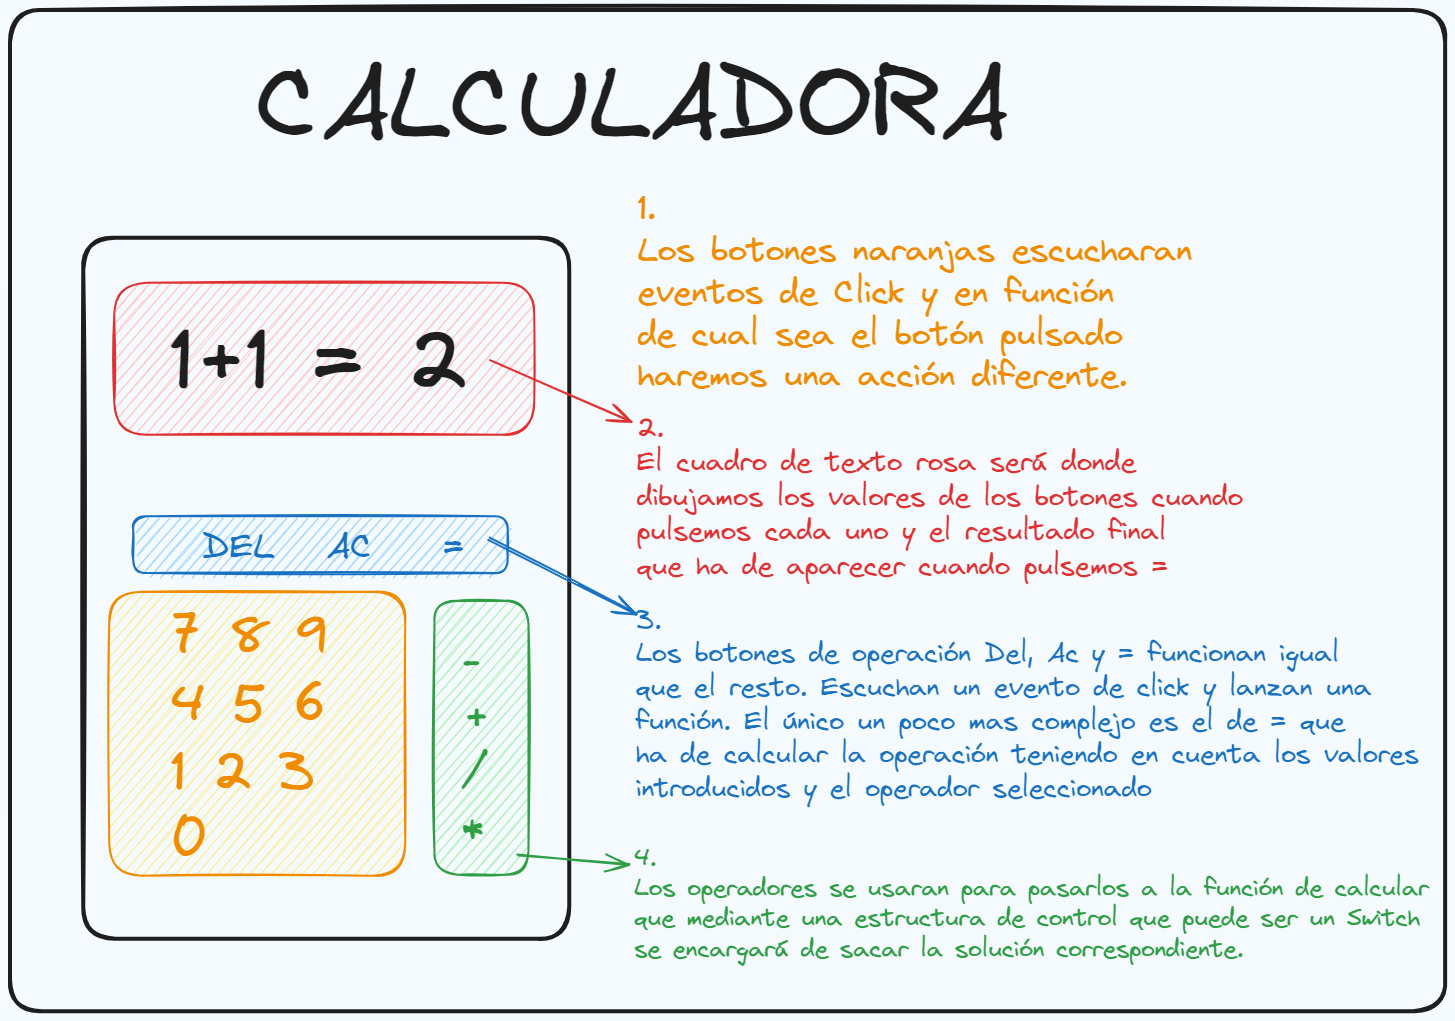 CALCULADORA
1+1 = 2
DEL AC =
7 8 9
4 5 6
1 2 3
0
-
+
/
*
1.
Los botones naranjas escucharan
eventos de Click y en función
de cual sea el botón pulsado
haremos una acción diferente.
2.
El cuadro de texto rosa será donde
dibujamos los valores de los botones cuando
pulsemos cada uno y el resultado final
que ha de aparecer cuando pulsemos =
3.
Los botones de operación Del, Ac y = funcionan igual
que el resto. Escuchan un evento de click y lanzan una
función. El único un poco mas complejo es el de = que
ha de calcular la operación teniendo en cuenta los valores
introducidos y el operador seleccionado
4.
Los operadores se usaran para pasarlos a la función de calcular
que mediante una estructura de control que puede ser un Switch
se encargará de sacar la solución correspondiente.